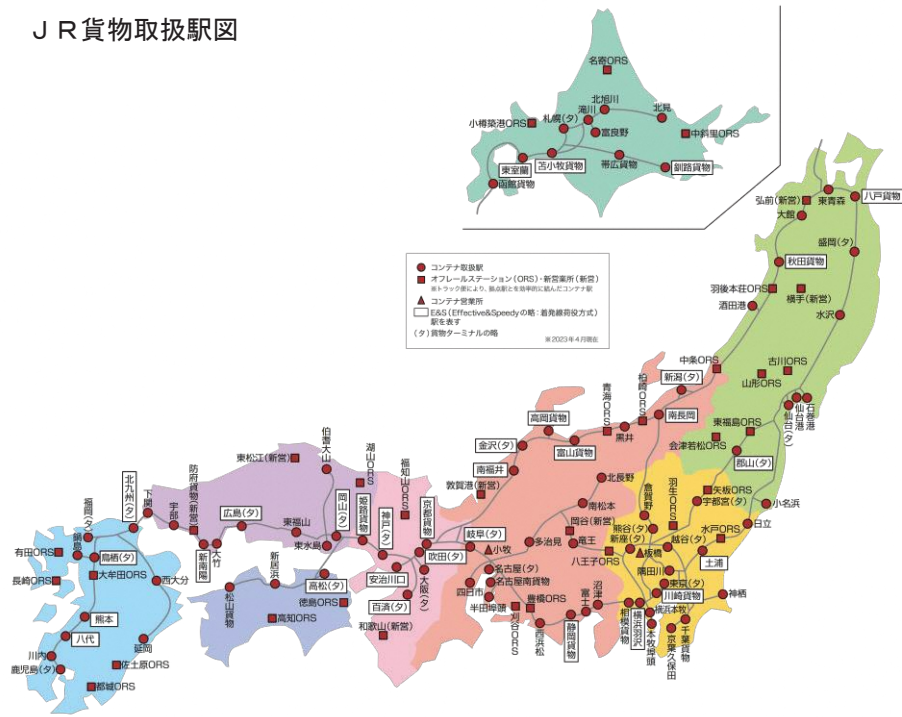 ＪＲ貨物取扱駅図
名寄ORS
北旭川
滝川
北見
小樽築港ORS
札幌(タ)
富良野
中斜里ORS
東室蘭
苫小牧貨物
帯広貨物
釧路貨物
函館貨物
コンテナ取扱駅
オフレールステーション(ORS)・新営業所(新営)
※トラック便により、拠点駅とを効率的に結んだコンテナ駅
コンテナ営業所
E&S(Effective&Speedyの略:着発線荷役方式)
駅を表す
(タ)貨物ターミナルの略
※2023年4月現在
弘前(新営)
東青森
八戸貨物
大館
盛岡(タ)
秋田貨物
羽後本荘ORS
横手(新営)
酒田港
水沢
中条ORS
古川ORS
山形ORS
新潟(タ)
柏崎ORS
青海ORS
南長岡
仙台(タ)
仙台港
石巻港
東福島ORS
会津若松ORS
郡山(タ)
高岡貨物
黒井
金沢(タ)
富山貨物
南福井
敦賀港(新営)
北長野
南松本
岡谷(新営)
竜王
倉賀野
羽生ORS
矢板ORS
宇都宮(タ)
小名浜
日立
水戸ORS
熊谷(タ)
新座(タ)
越谷(タ)
板橋
土浦
八王子ORS
隅田川
東京(タ)
川崎貨物
神栖
横浜本牧
横浜羽沢
相模貨物
本牧埠頭
千葉貨物
京葉久保田
伯耆大山
東松江(新営)
湖山ORS
福知山ORS
下関
北九州(タ)
福岡(タ)
防府貨物(新営)
宇部
広島(タ)
岡山(タ)
姫路貨物
神戸(タ)
京都貨物
岐阜(タ)
小牧
多治見
鍋島
有田ORS
鳥栖(タ)
新南陽
大竹
東福山
東水島
吹田(タ)
名古屋(タ)
名古屋南貨物
長崎ORS
大牟田ORS
西大分
新居浜
高松(タ)
安治川口
大阪(タ)
四日市
半田埠頭
豊橋ORS
沼津
富士
松山貨物
徳島ORS
百済(タ)
刈谷ORS
西浜松
静岡貨物
熊本
高知ORS
和歌山(新営)
八代
延岡
川内
鹿児島(タ)
佐土原ORS
都城ORS